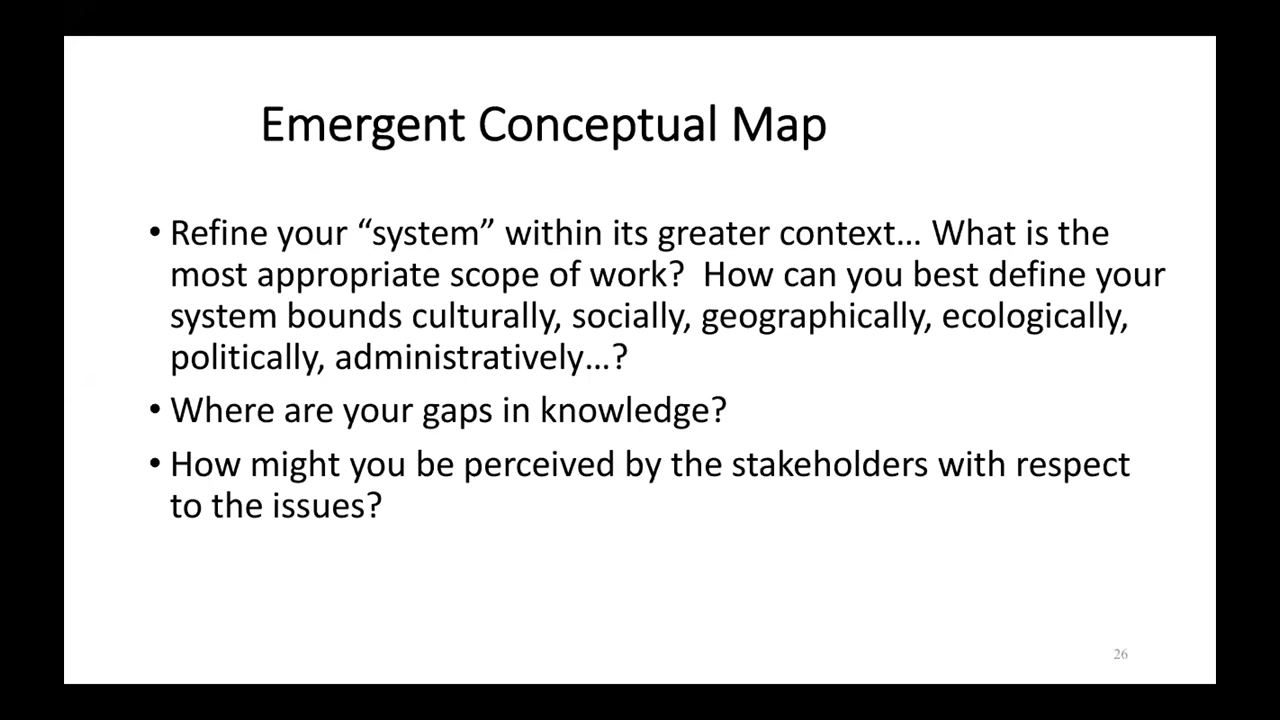 Emergent Conceptual Map
• Refine your “system” within its greater context… What is the
most appropriate scope of work?  How can you best define your
system bounds culturally, socially, geographically, ecologically,
politically, administratively…?
• Where are your gaps in knowledge?
• How might you be perceived by the stakeholders with respect
to the issues?
26